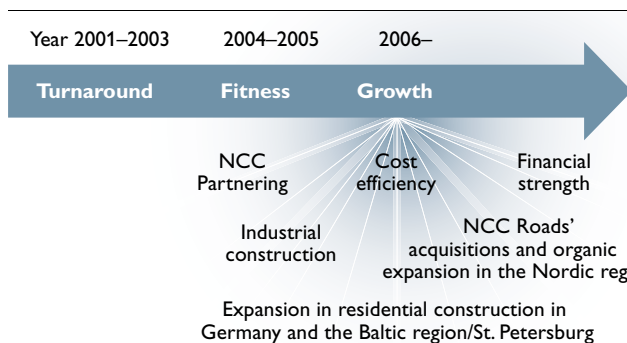 Year 2001–2003 2004–2005 2006–
Turnaround Fitness Growth
NCC
Partnering
Cost
efficiency
Financial
strength
Industrial
construction
NCC Roads’
acquisitions and organic
expansion in the Nordic reg
Expansion in residential construction in
Germany and the Baltic region/St. Petersburg